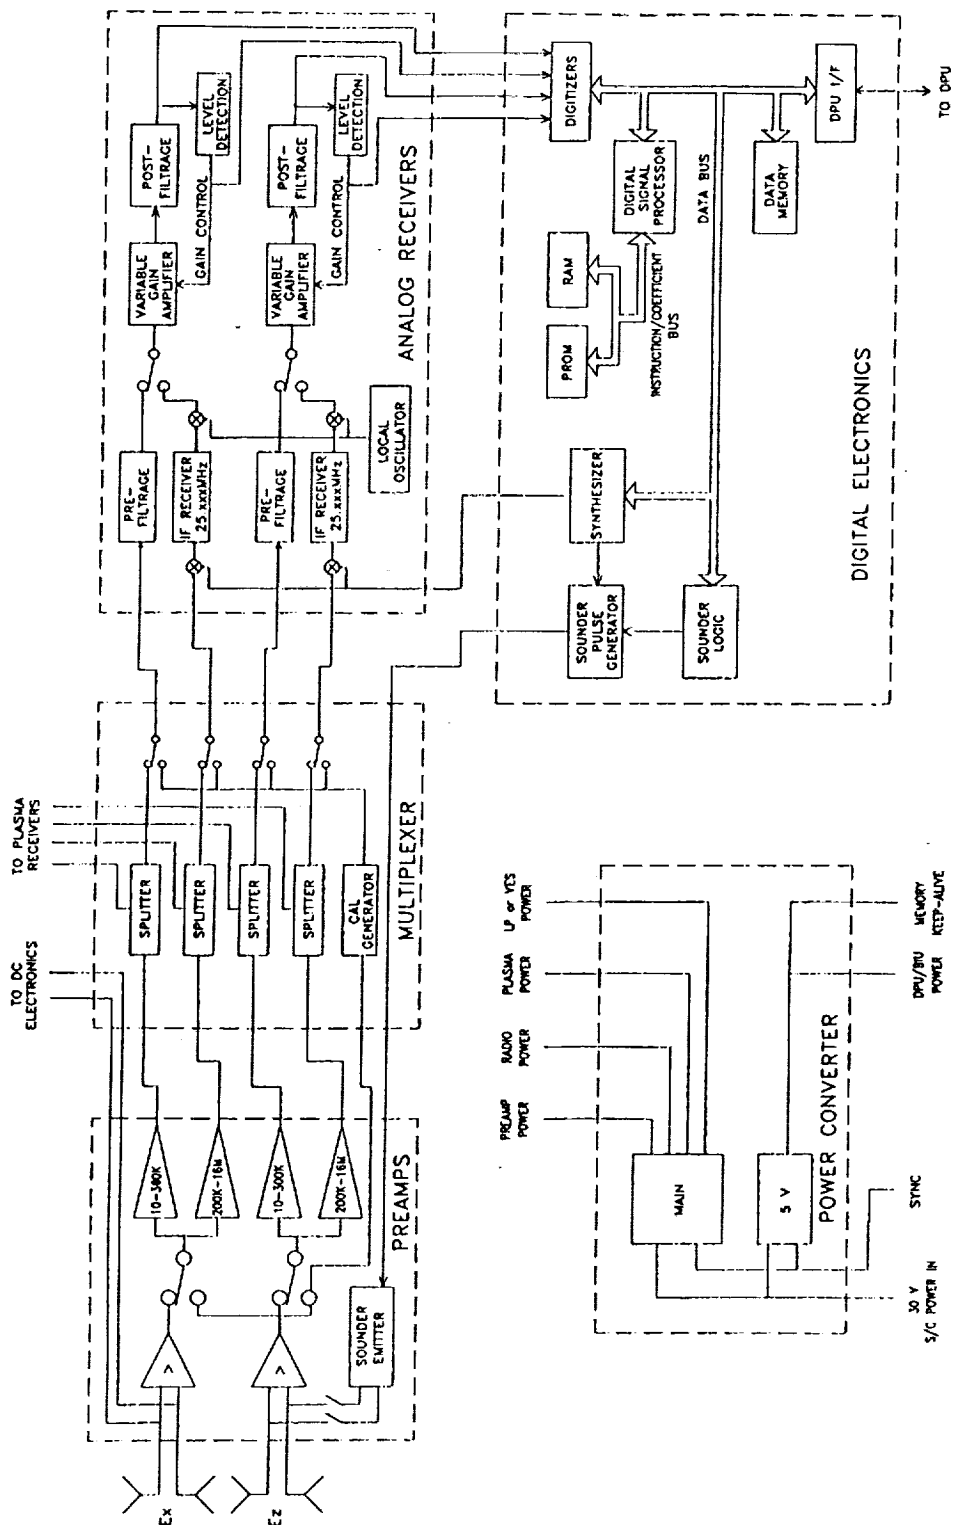 Ex
Ez
10-300K
200K-16M
10-300K
200K-16M
SOUNDER
EMITTER
PREAMPS
TO DC
ELECTRONICS
TO PLASMA
RECEIVERS
SPLITTER
SPLITTER
SPLITTER
SPLITTER
CAL
GENERATOR
MULTIPLEXER
PRE-
FILTRAGE
IF RECEIVER
25.xxxMHz
PRE-
FILTRAGE
IF RECEIVER
25.xxxMHz
LOCAL
OSCILLATOR
VARIABLE
GAIN
AMPLIFIER
POST-
FILTRAGE
LEVEL
DETECTION
GAIN CONTROL
VARIABLE
GAIN
AMPLIFIER
POST-
FILTRAGE
LEVEL
DETECTION
GAIN CONTROL
ANALOG RECEIVERS
DIGITIZERS
DIGITAL
SIGNAL
PROCESSOR
RAM
PROM
INSTRUCTION/COEFFICIENT
BUS
DATA BUS
DATA
MEMORY
DPU I/F
TO DPU
SYNTHESIZER
SOUNDER
PULSE
GENERATOR
SOUNDER
LOGIC
DIGITAL ELECTRONICS
PREAMP
POWER
RADIO
POWER
PLASMA
POWER
LP or YES
POWER
MAIN
5 V
POWER CONVERTER
30 V
S/C POWER IN
SYNC
DPU/BIU
POWER
MEMORY
KEEP-ALIVE